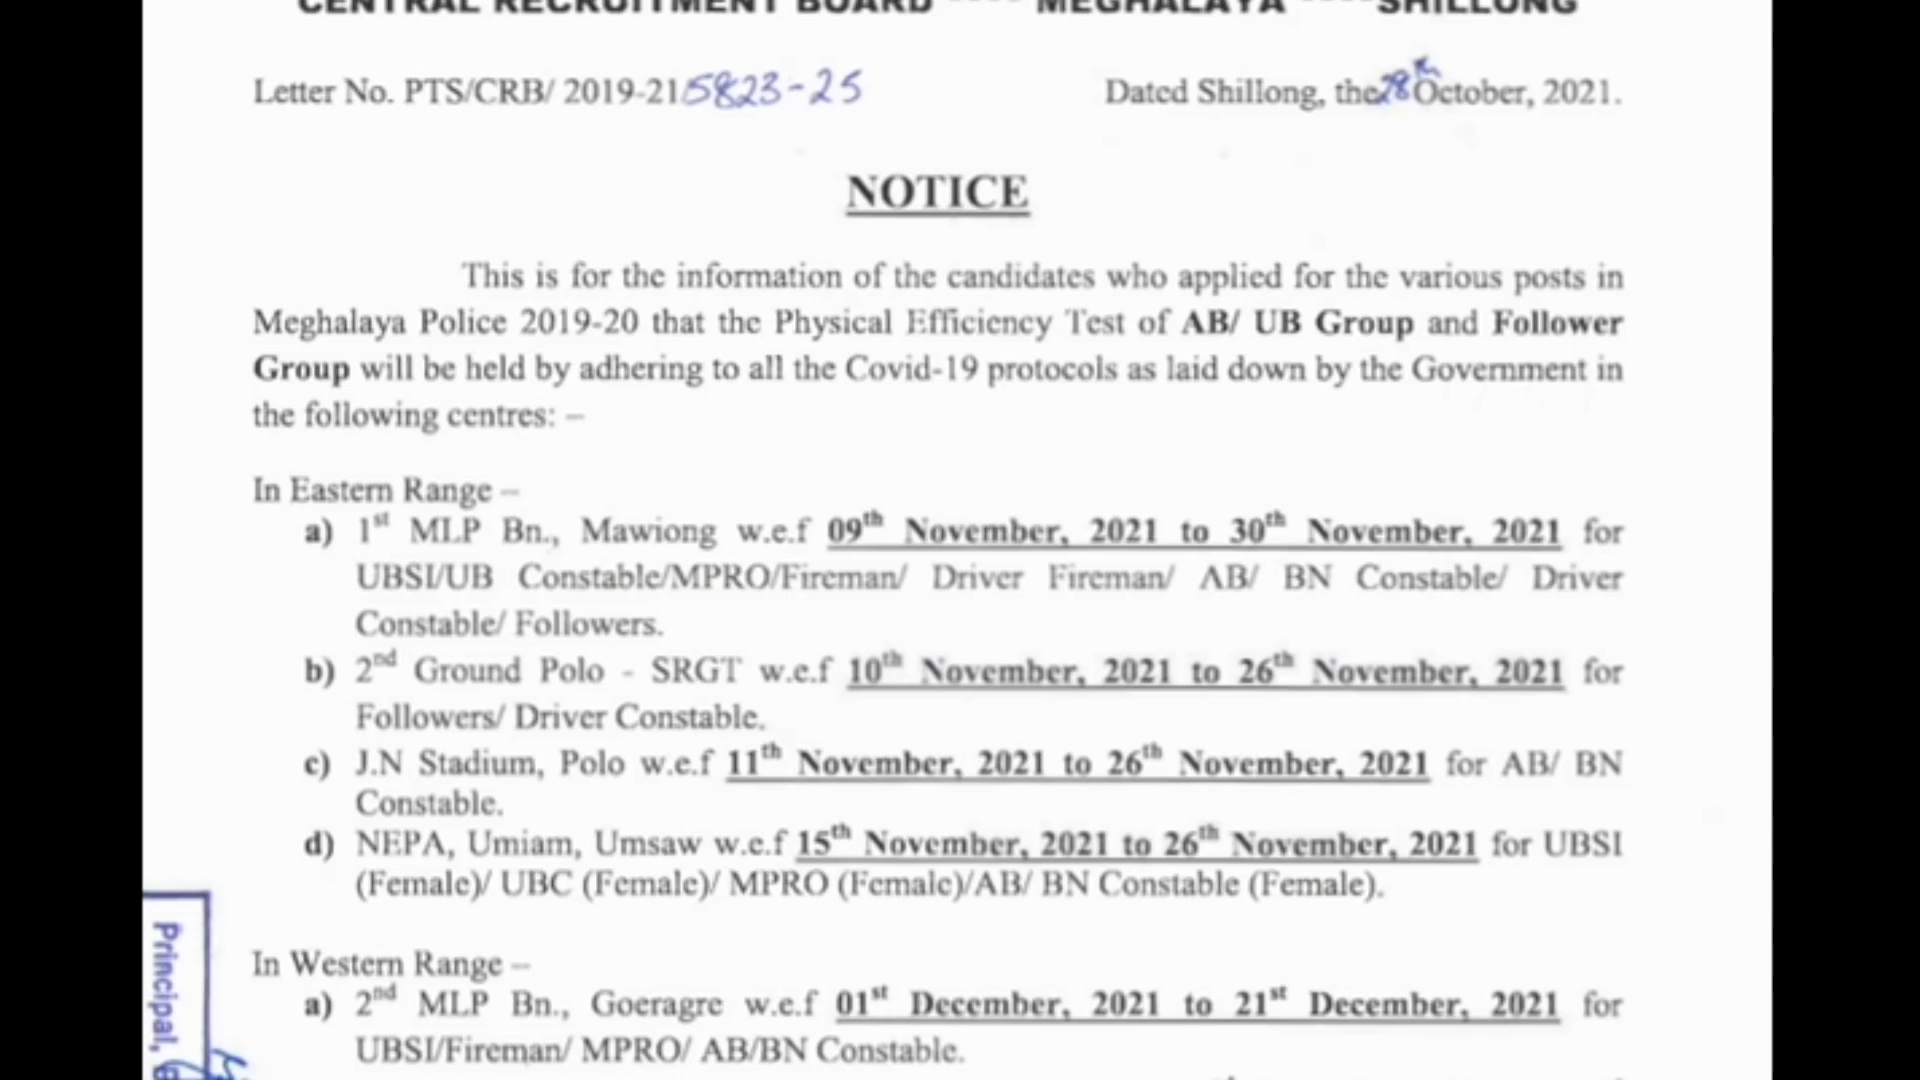 CENTRAL RECRUITMENT BOARD ---- MEGHALAYA ----SHILLONG
Letter No. PTS/CRB/ 2019-21/5823-25 Dated Shillong, the 28th October, 2021.
NOTICE
This is for the information of the candidates who applied for the various posts in
Meghalaya Police 2019-20 that the Physical Efficiency Test of AB/ UB Group and Follower
Group will be held by adhering to all the Covid-19 protocols as laid down by the Government in
the following centres: –
In Eastern Range –
a) 1st MLP Bn., Mawiong w.e.f 09th November, 2021 to 30th November, 2021 for
UBSI/UB Constable/MPRO/Fireman/ Driver Fireman/ AB/ BN Constable/ Driver
Constable/ Followers.
b) 2nd Ground Polo - SRGT w.e.f 10th November, 2021 to 26th November, 2021 for
Followers/ Driver Constable.
c) J.N Stadium, Polo w.e.f 11th November, 2021 to 26th November, 2021 for AB/ BN
Constable.
d) NEPA, Umiam, Umsaw w.e.f 15th November, 2021 to 26th November, 2021 for UBSI
(Female)/ UBC (Female)/ MPRO (Female)/AB/ BN Constable (Female).
In Western Range –
a) 2nd MLP Bn., Goeragre w.e.f 01st December, 2021 to 21st December, 2021 for
UBSI/Fireman/ MPRO/ AB/BN Constable.
Principal,